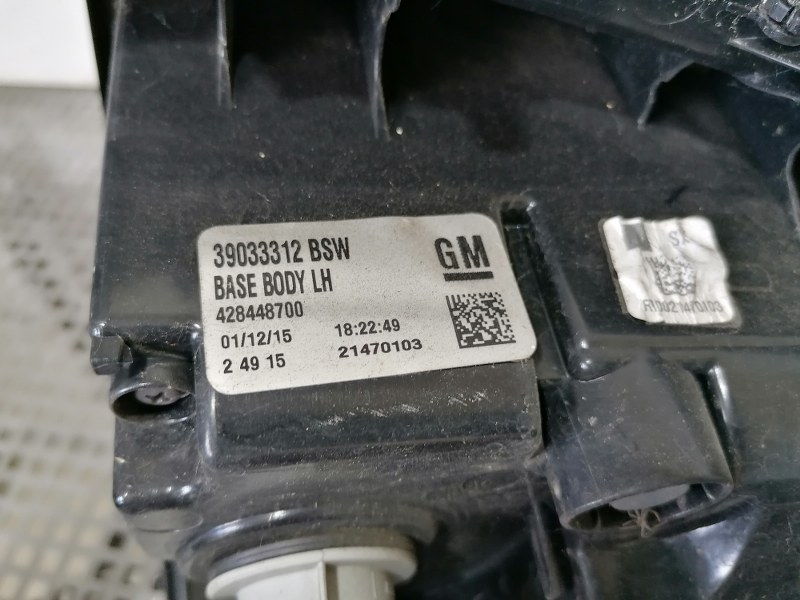 39033312 BSW
GM
BASE BODY LH
428448700
01/12/15 18:22:49
2 49 15 21470103